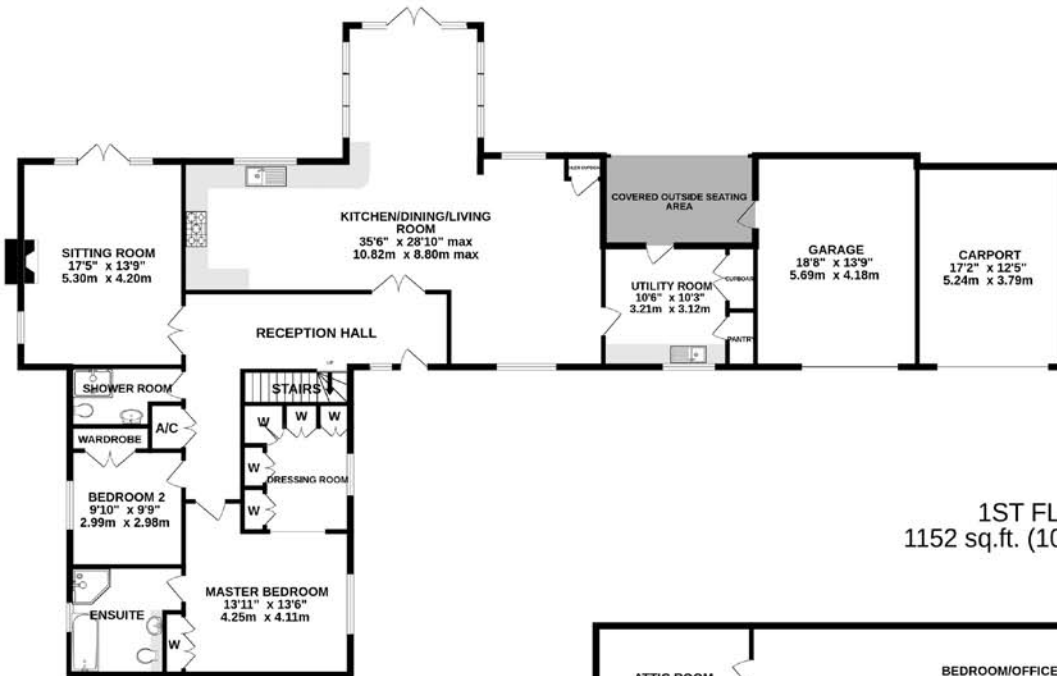 KITCHEN/DINING/LIVING
ROOM
35'6" x 28'10" max
10.82m x 8.80m max
COVERED OUTSIDE SEATING
AREA
SITTING ROOM
17'5" x 13'9"
5.30m x 4.20m
GARAGE
18'8" x 13'9"
5.69m x 4.18m
CARPORT
17'2" x 12'5"
5.24m x 3.79m
UTILITY ROOM
10'6" x 10'3"
3.21m x 3.12m
CUPBOARD
PANTRY
RECEPTION HALL
UP
STAIRS
SHOWER ROOM
A/C
WARDROBE
W
W
W
W
W
DRESSING ROOM
BEDROOM 2
9'10" x 9'9"
2.99m x 2.98m
MASTER BEDROOM
13'11" x 13'6"
4.25m x 4.11m
ENSUITE
W
1ST FL
1152 sq.ft. (10
ATTIC ROOM
BEDROOM/OFFICE